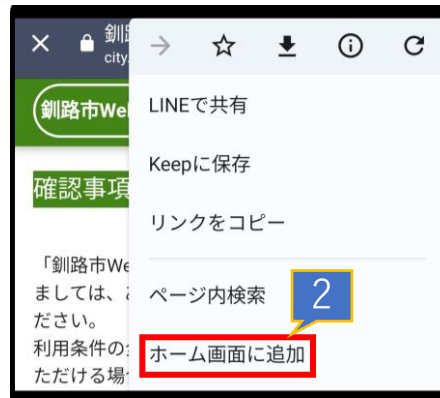 釧
city.
釧路市We
確認事項
「釧路市We
ましては、
ださい。
利用条件の
ただける場
LINEで共有
Keepに保存
リンクをコピー
ページ内検索
2
ホーム画面に追加